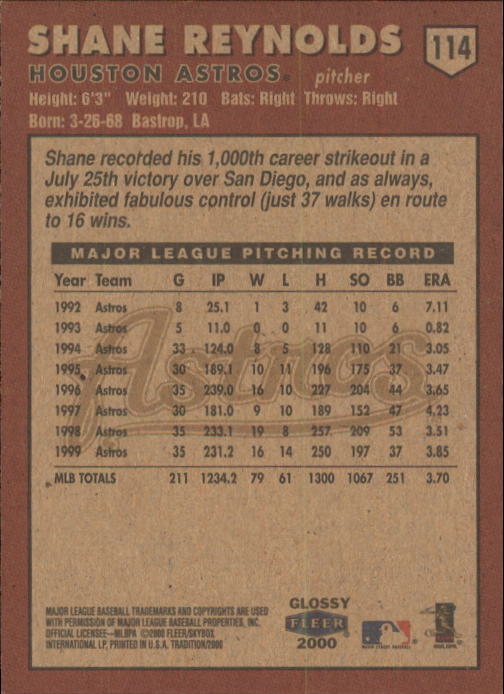 SHANE REYNOLDS
114
HOUSTON ASTROS® pitcher
Height: 6'3" Weight: 210 Bats: Right Throws: Right
Born: 3-26-68 Bastrop, LA
Shane recorded his 1,000th career strikeout in a
July 25th victory over San Diego, and as always,
exhibited fabulous control (just 37 walks) en route
to 16 wins.
MAJOR LEAGUE PITCHING RECORD
Year Team G IP W L H SO BB ERA
1992 Astros 8 25.1 1 3 42 10 6 7.11
1993 Astros 5 11.0 0 0 11 10 6 0.82
1994 Astros 33 124.0 8 5 128 110 21 3.05
1995 Astros 30 189.1 10 11 196 175 37 3.47
1996 Astros 35 239.0 16 10 227 204 44 3.65
1997 Astros 30 181.0 9 10 189 152 47 4.23
1998 Astros 35 233.1 19 8 257 209 53 3.51
1999 Astros 35 231.2 16 14 250 197 37 3.85
MLB TOTALS 211 1234.2 79 61 1300 1067 251 3.70
Astros
MAJOR LEAGUE BASEBALL TRADEMARKS AND COPYRIGHTS ARE USED
WITH PERMISSION OF MAJOR LEAGUE BASEBALL PROPERTIES, INC.
OFFICIAL LICENSEE—MLBPA ©2000 FLEER/SKYBOX
INTERNATIONAL LP, PRINTED IN U.S.A. TRADITION/2000
GLOSSY
FLEER
2000
MAJOR LEAGUE BASEBALL